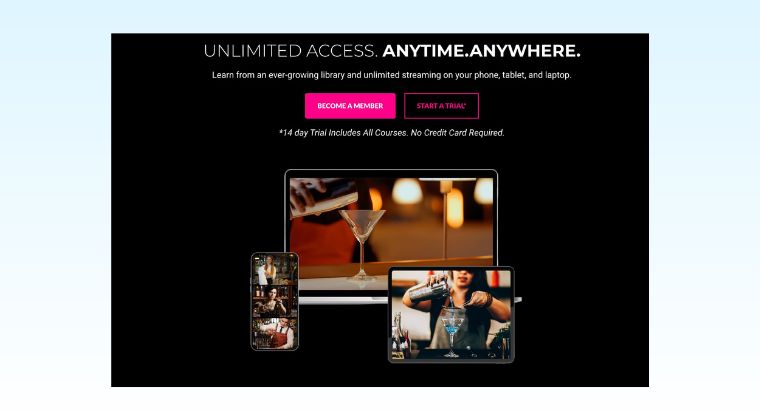 UNLIMITED ACCESS. ANYTIME.ANYWHERE.
Learn from an ever-growing library and unlimited streaming on your phone, tablet, and laptop.
BECOME A MEMBER
START A TRIAL*
*14 day Trial Includes All Courses. No Credit Card Required.